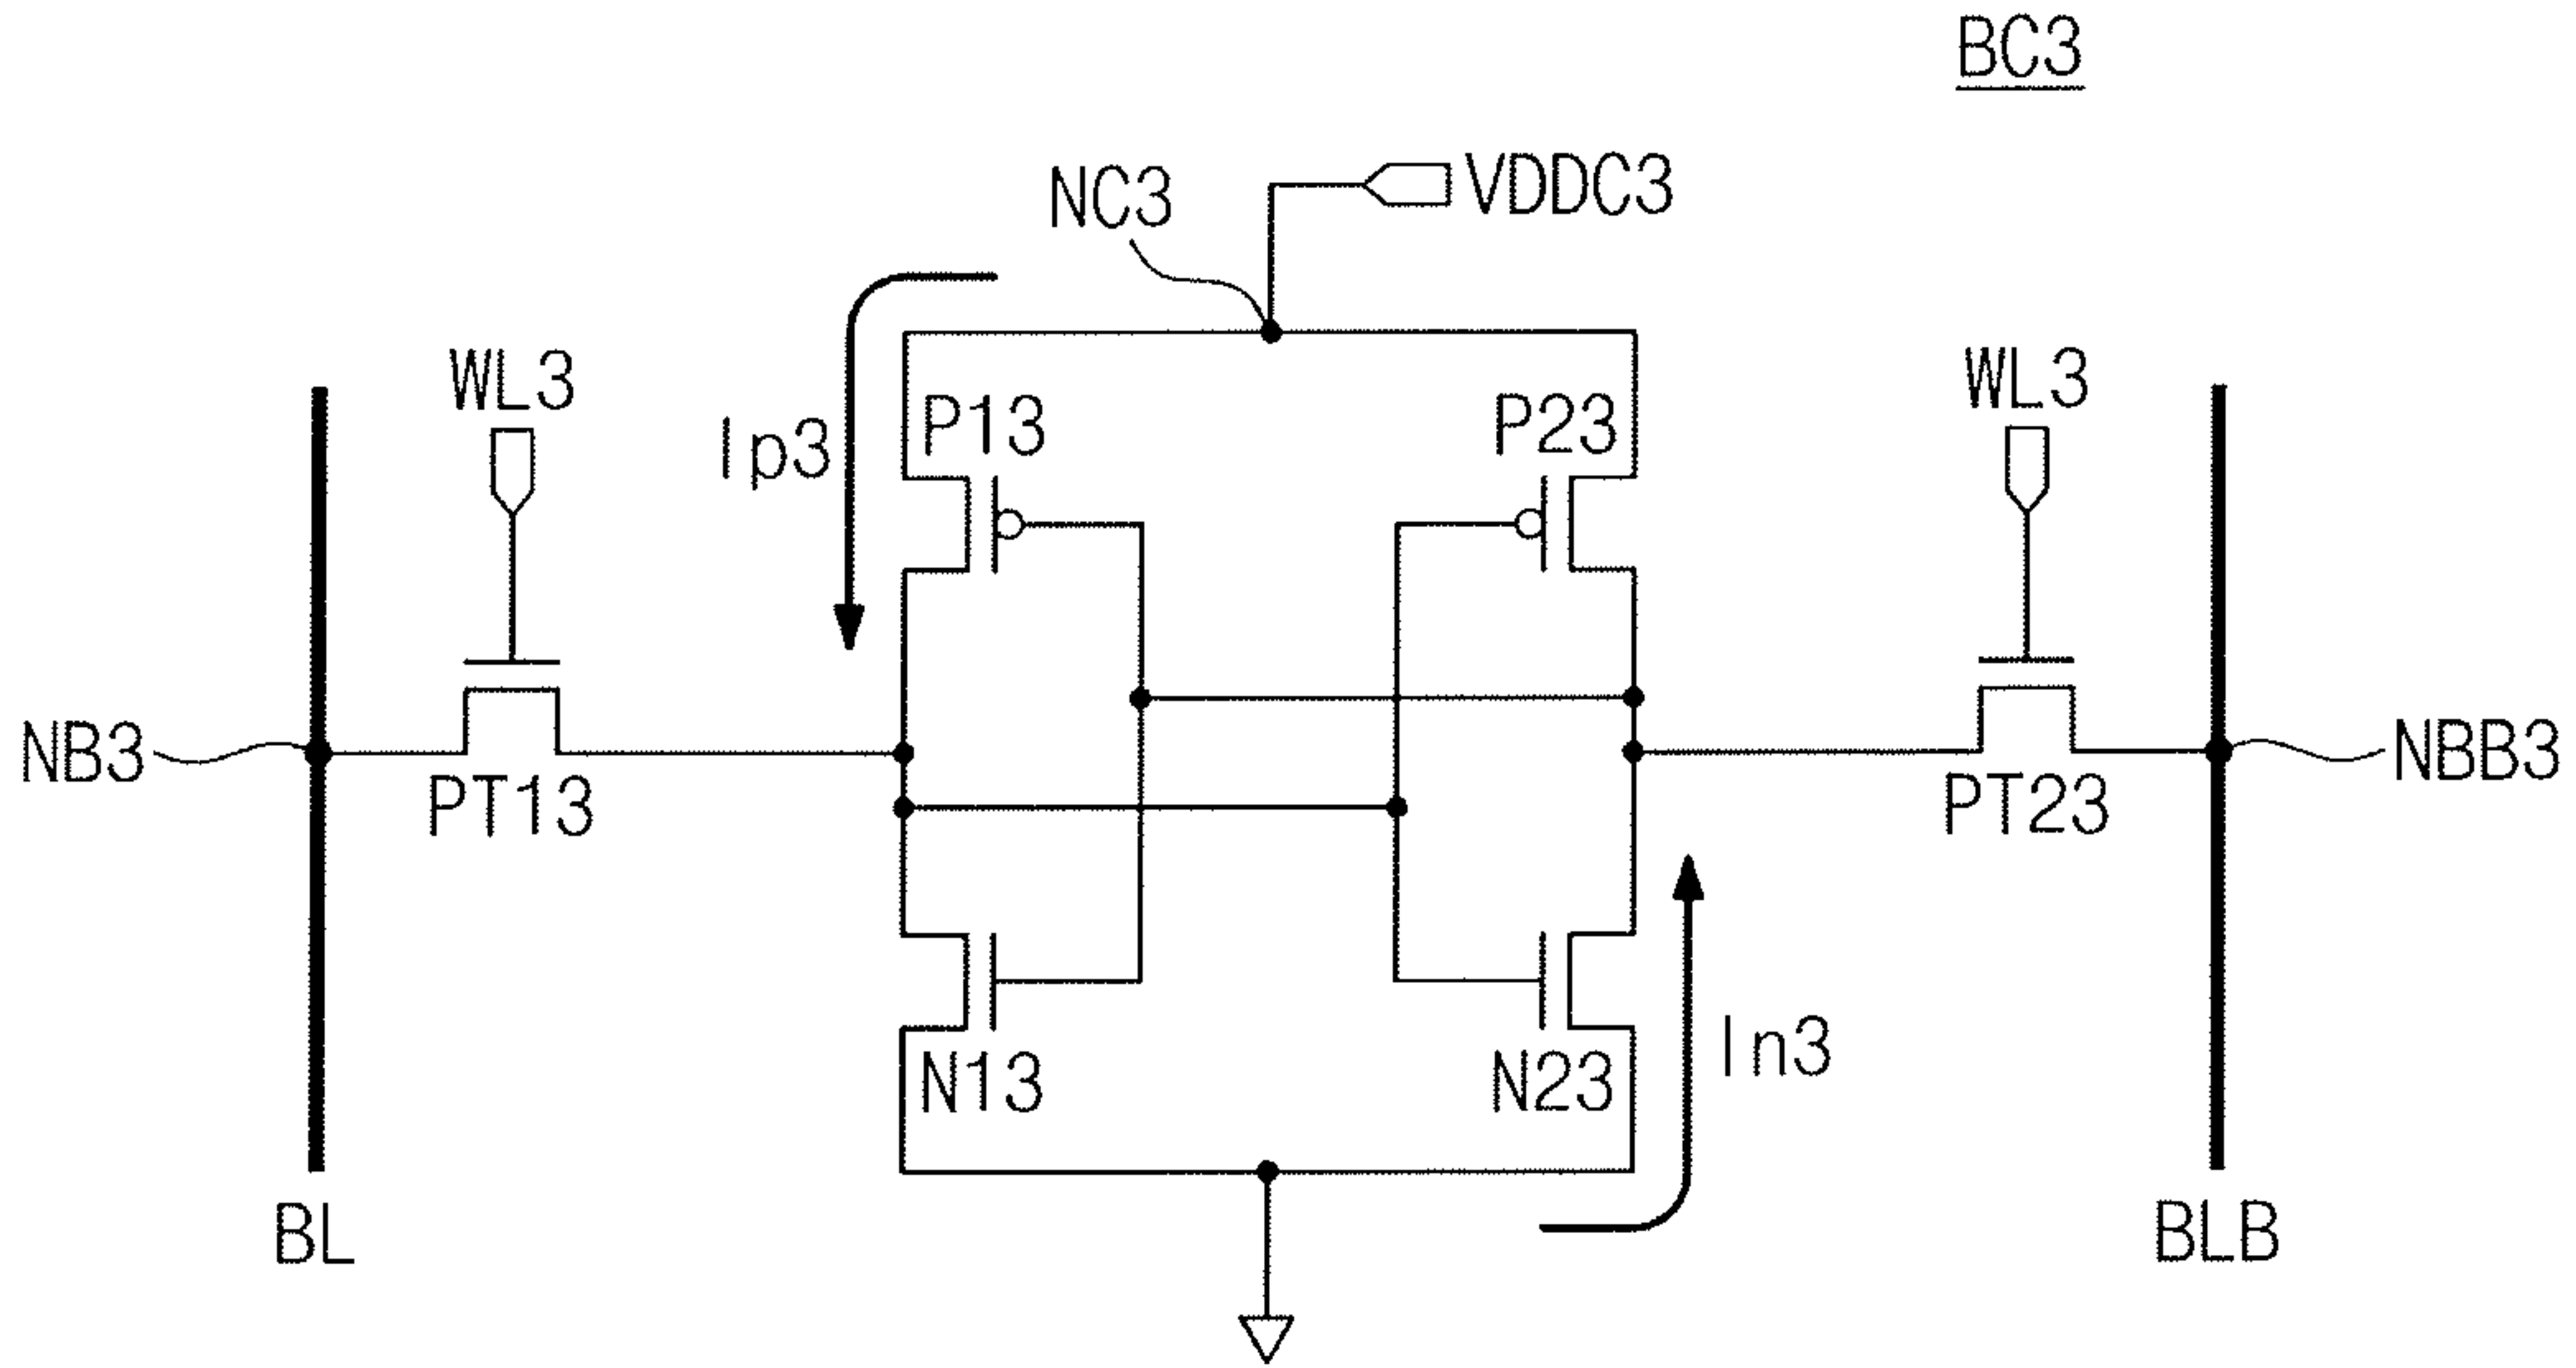 BC3
NC3
VDDC3
WL3
Ip3
P13
P23
WL3
NB3
PT13
PT23
NBB3
N13
N23
In3
BL
BLB